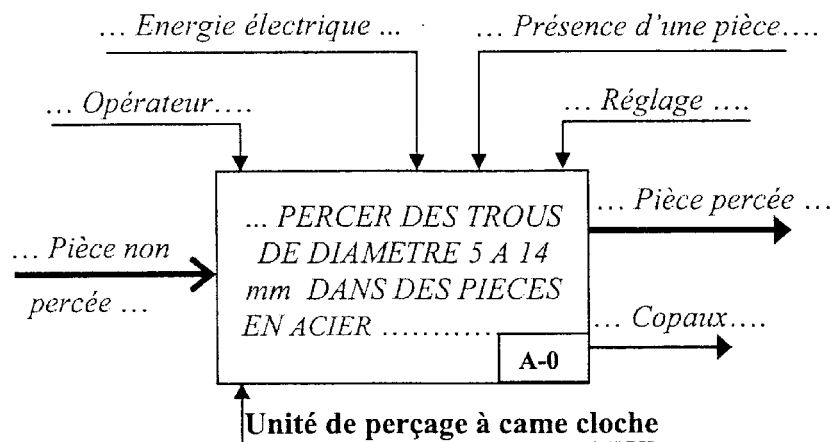 ... Energie électrique ...
... Présence d'une pièce....
... Opérateur....
... Réglage ....
... PERCER DES TROUS
DE DIAMETRE 5 A 14
mm DANS DES PIECES
EN ACIER ..............
... Pièce non
percée ...
... Pièce percée ...
... Copaux....
A-0
Unité de perçage à came cloche